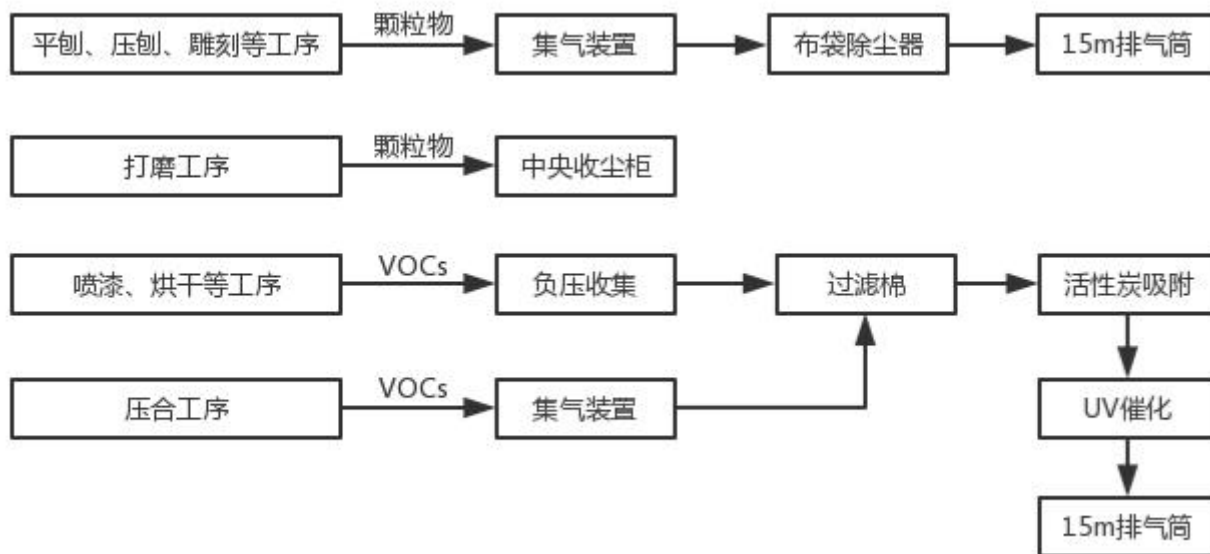 颗粒物
平刨、压刨、雕刻等工序
集气装置
布袋除尘器
15m排气筒
颗粒物
打磨工序
中央收尘柜
VOCs
喷漆、烘干等工序
负压收集
过滤棉
活性炭吸附
VOCs
压合工序
集气装置
UV催化
15m排气筒